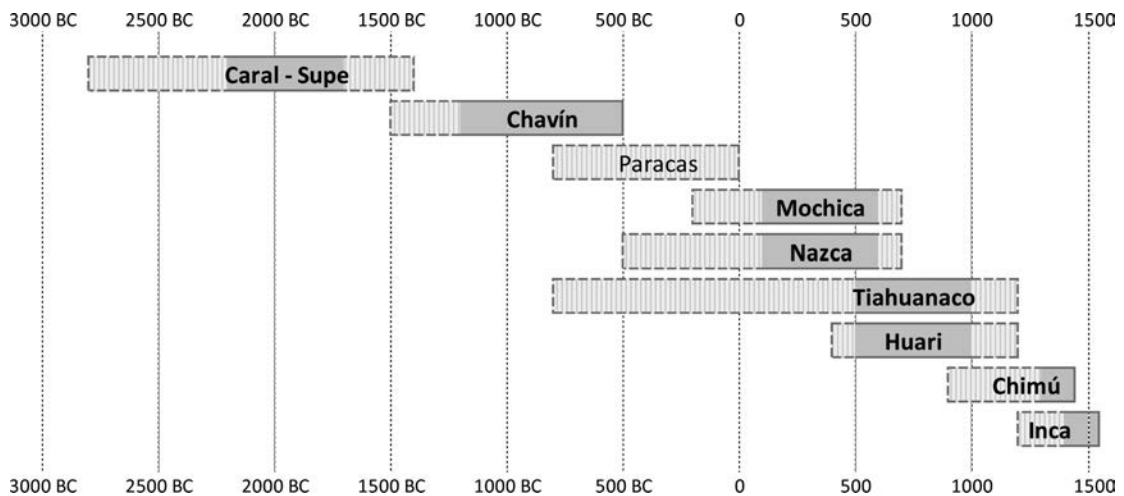 3000 BC 2500 BC 2000 BC 1500 BC 1000 BC 500 BC 0 500 1000 1500
Caral - Supe
Chavín
Paracas
Mochica
Nazca
Tiahuanaco
Huari
Chimú
Inca
3000 BC 2500 BC 2000 BC 1500 BC 1000 BC 500 BC 0 500 1000 1500